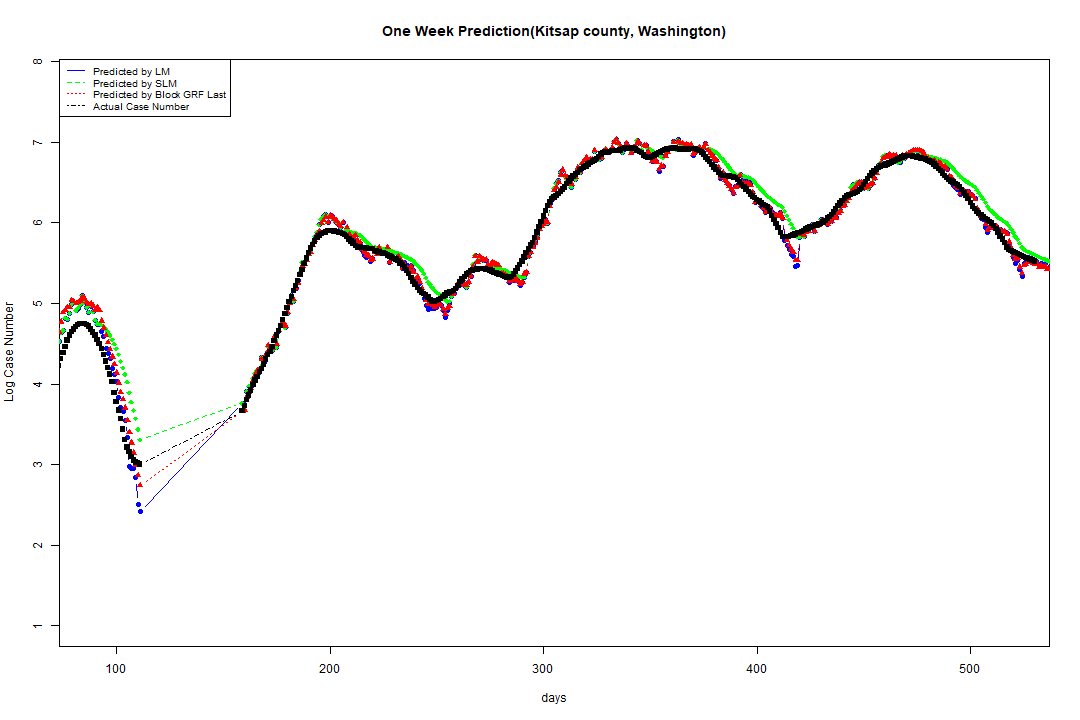 One Week Prediction(Kitsap county, Washington)
Predicted by LM
Predicted by SLM
Predicted by Block GRF Last
Actual Case Number
Log Case Number
8
7
6
5
4
3
2
1
100 200 300 400 500
days